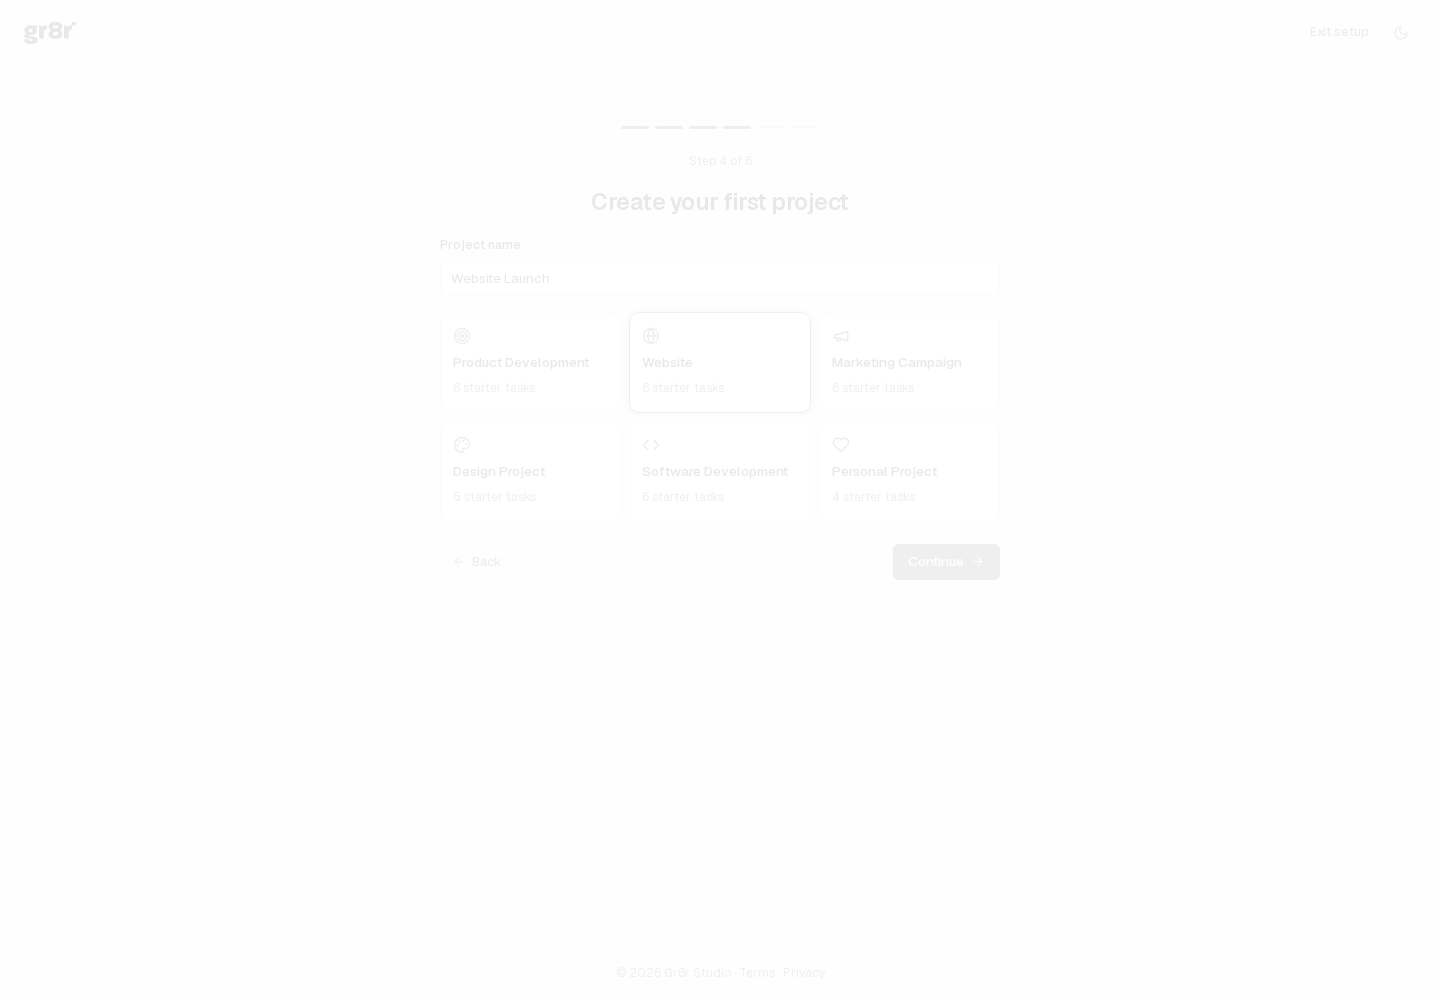 gr8r
Exit setup
Step 4 of 6
Create your first project
Project name
Website Launch
Product Development
6 starter tasks
Website
6 starter tasks
Marketing Campaign
6 starter tasks
Design Project
5 starter tasks
Software Development
6 starter tasks
Personal Project
4 starter tasks
Back
Continue
© 2026 Gr8r Studio · Terms · Privacy